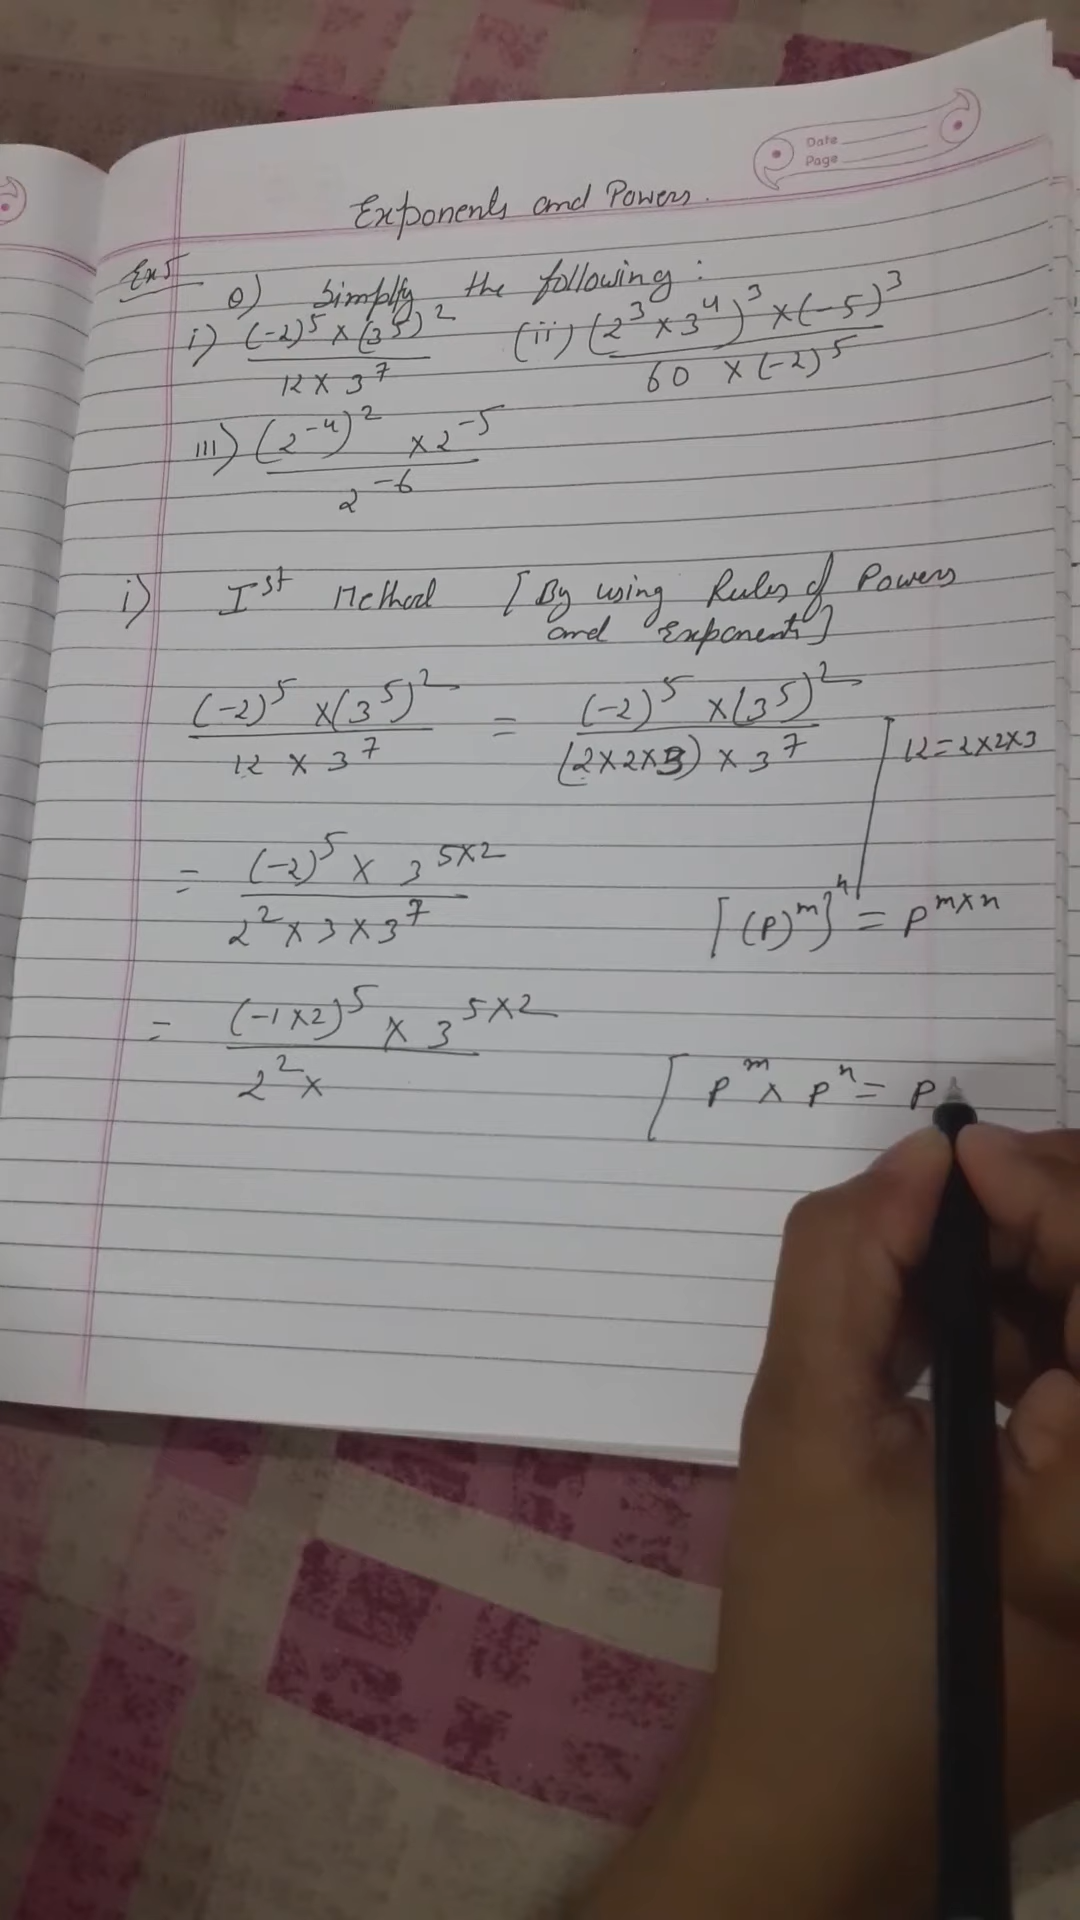 Date
Page
Exponents and Powers.
Ex 5
Q) Simplify the following:
i) (-2)^5 × (3^5)^2 / 12 × 3^7 (ii) (2^3 × 3^4)^3 × (-5)^3 / 60 × (-2)^5
iii) (2^-4)^2 × 2^-5 / 2^-6
i) Ist Method [By using Rules of Powers
and Exponents]
(-2)^5 × (3^5)^2 / 12 × 3^7 = (-2)^5 × (3^5)^2 / (2×2×3) × 3^7 [12 = 2×2×3
= (-2)^5 × 3^5×2 / 2^2 × 3 × 3^7 [(P)^m]^n = P^m×n
= (-1×2)^5 × 3^5×2 / 2^2 × [P^m × P^n = P